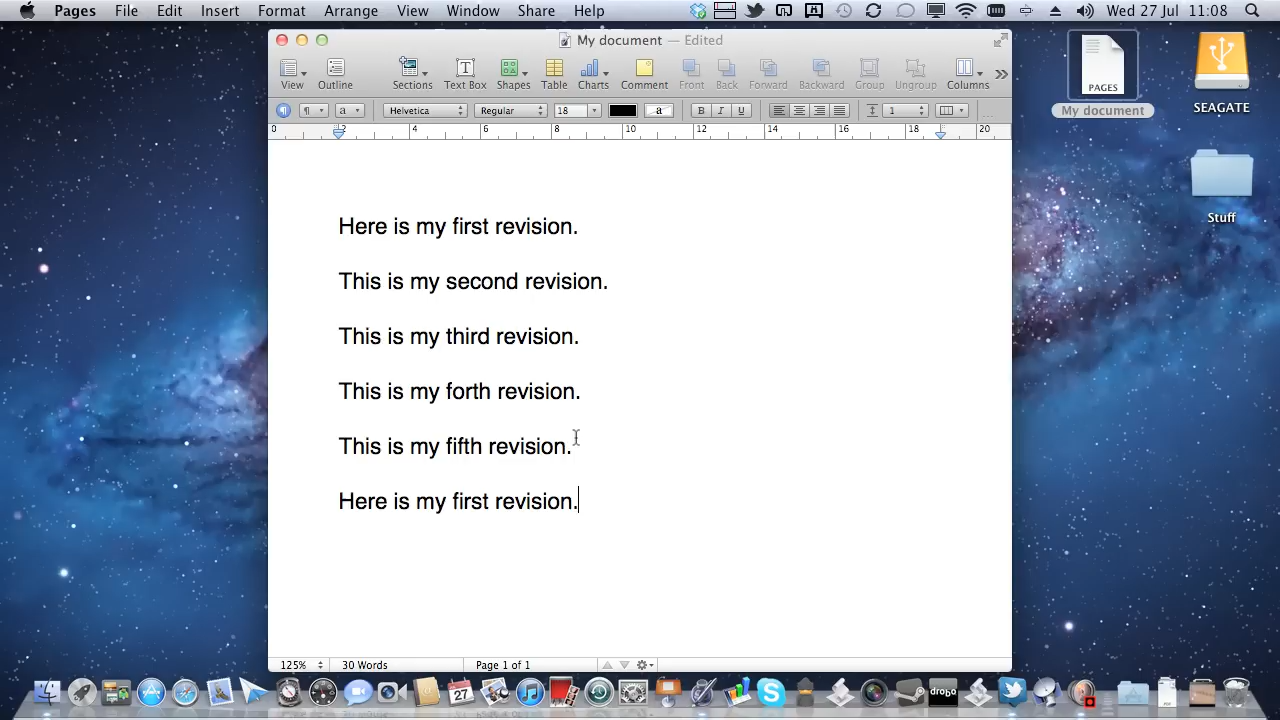 Pages File Edit Insert Format Arrange View Window Share Help Wed 27 Jul 11:08
My document — Edited
View Outline Sections Text Box Shapes Table Charts Comment Front Back Forward Backward Group Ungroup Columns
¶ a Helvetica Regular 18 a B I U 1
0 2 4 6 8 10 12 14 16 18 20
Here is my first revision.
This is my second revision.
This is my third revision.
This is my forth revision.
This is my fifth revision.
Here is my first revision.
125% 30 Words Page 1 of 1
PAGES
My document
SEAGATE
Stuff
27
drobo